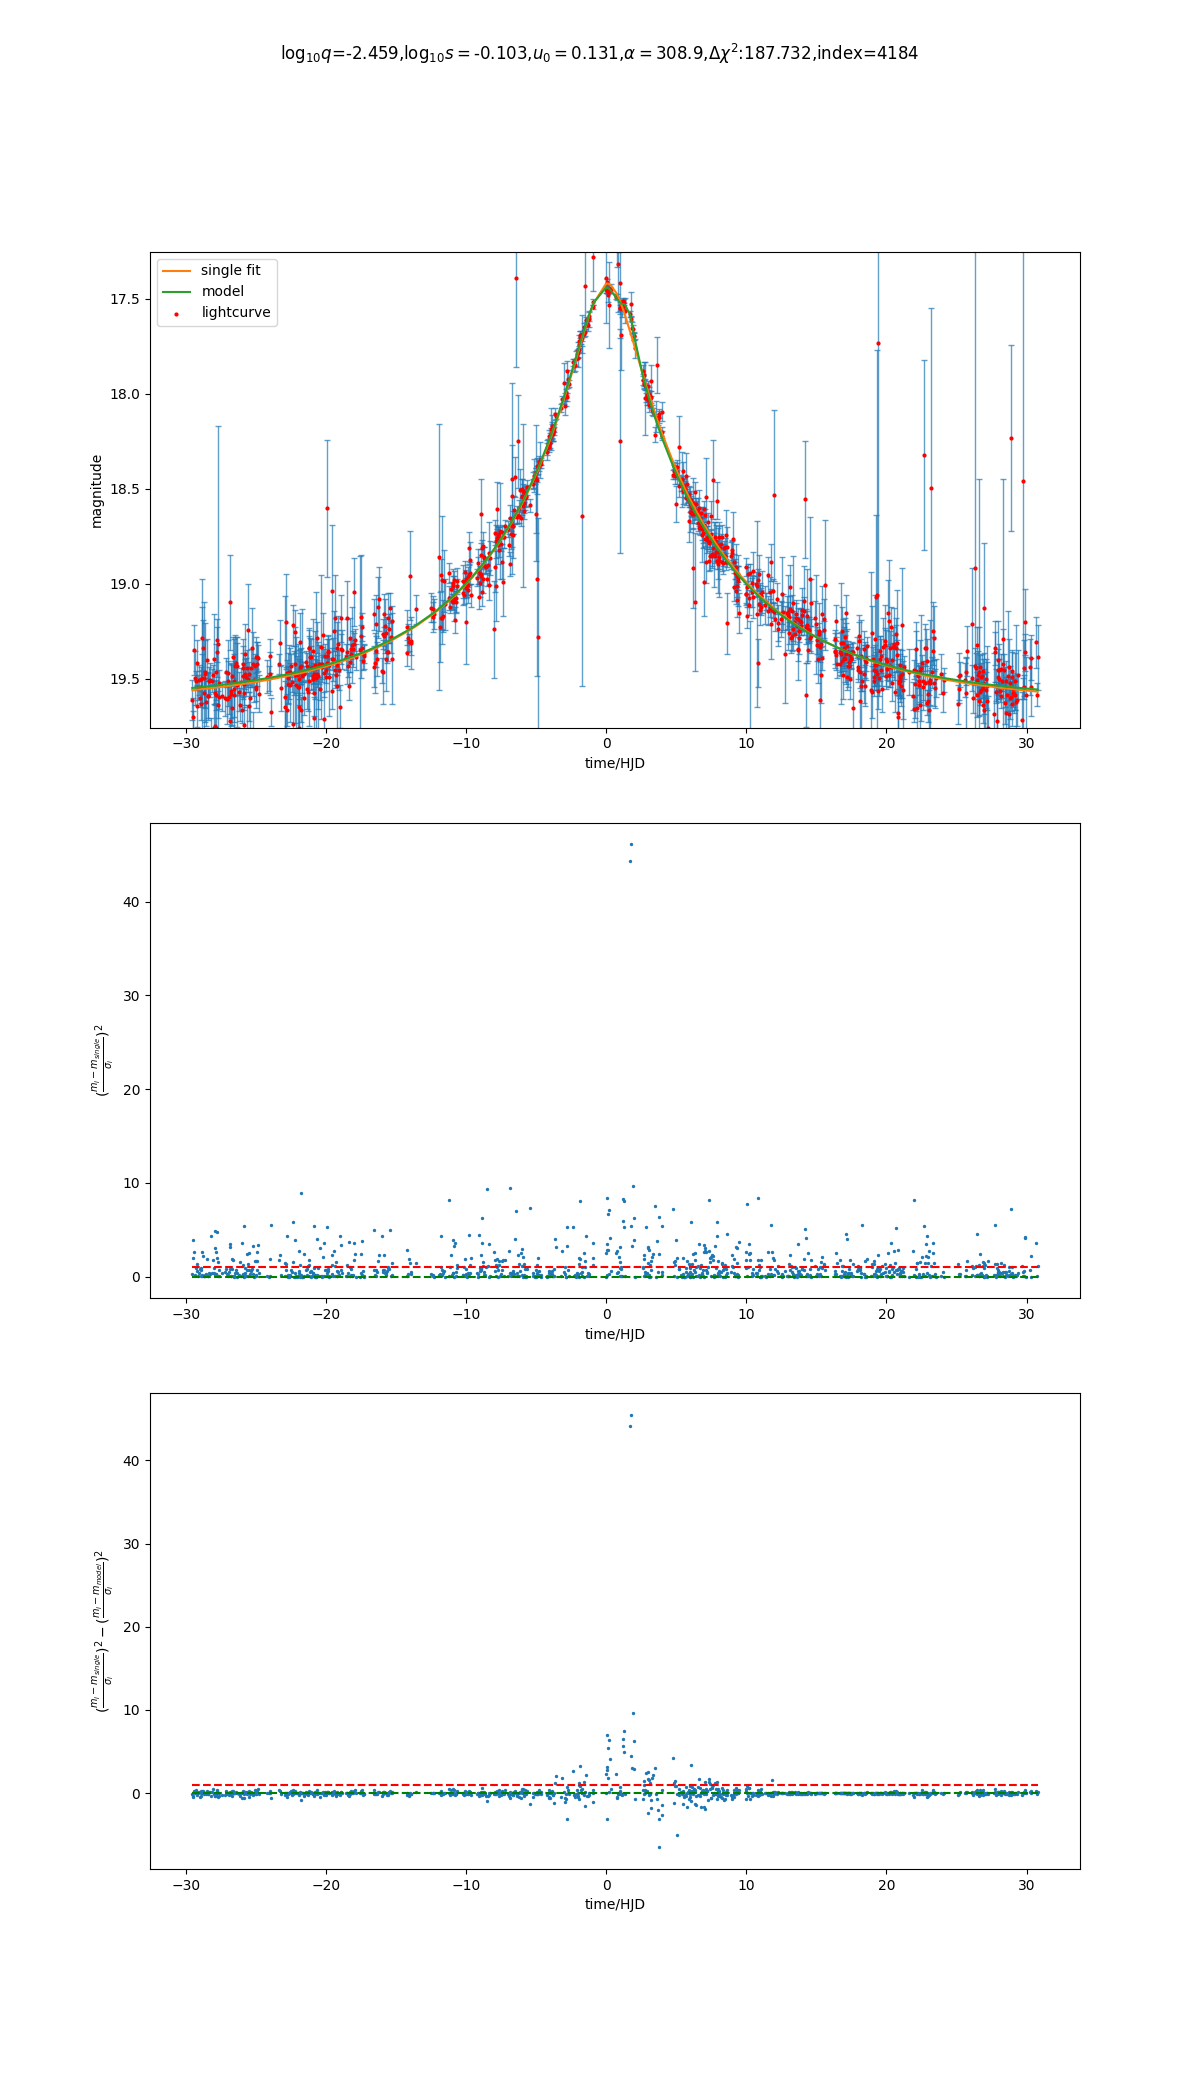 log₁₀q=-2.459,log₁₀s = -0.103,u₀ = 0.131,α = 308.9,Δχ²:187.732,index=4184
single fit
model
lightcurve
magnitude
17.5
18.0
18.5
19.0
19.5
−30 −20 −10 0 10 20 30
time/HJD
(mᵢ − m_single / σᵢ)²
40
30
20
10
0
−30 −20 −10 0 10 20 30
time/HJD
(mᵢ − m_single / σᵢ)² − (mᵢ − m_model / σᵢ)²
40
30
20
10
0
−30 −20 −10 0 10 20 30
time/HJD